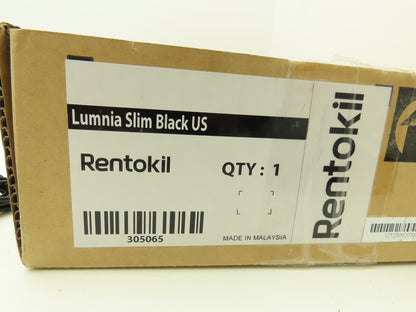 Lumnia Slim Black US
Rentokil
QTY : 1
305065
MADE IN MALAYSIA
Rentokil